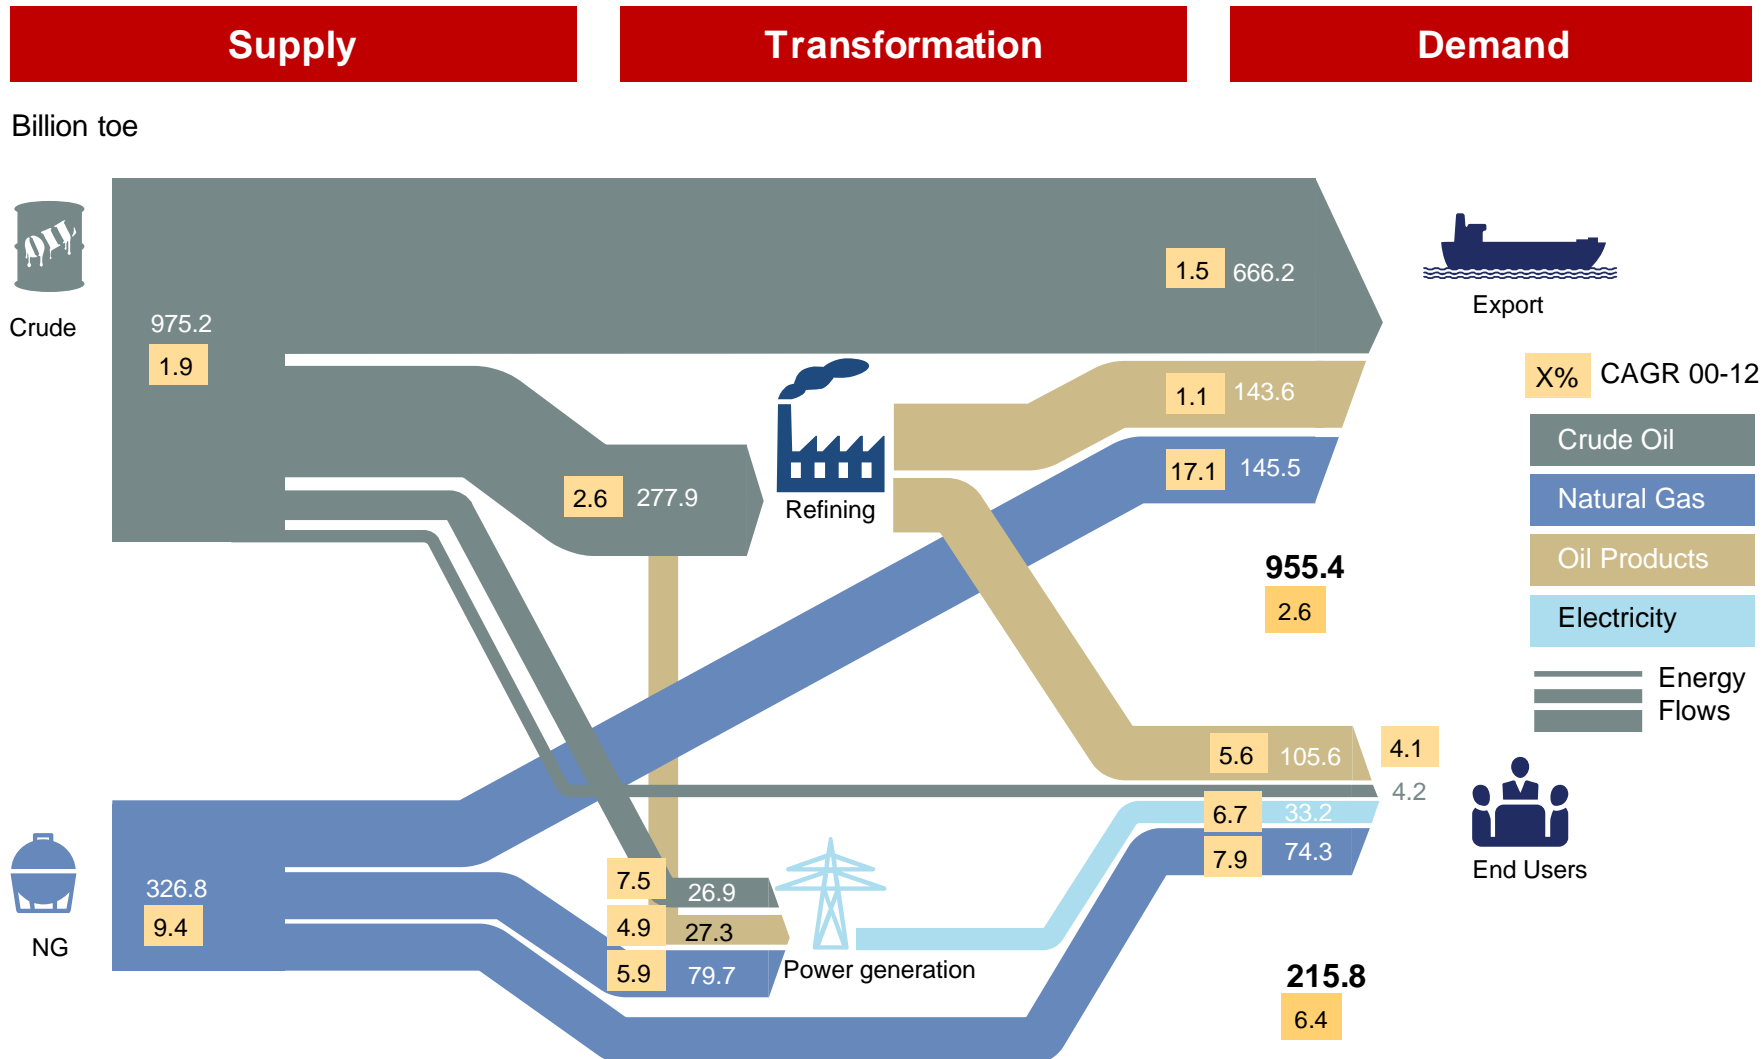 Supply
Transformation
Demand
Billion toe
OIL
Crude
975.2
1.9
1.5 666.2
Export
X% CAGR 00-12
1.1 143.6
Crude Oil
17.1 145.5
2.6 277.9
Refining
Natural Gas
955.4
2.6
Oil Products
Electricity
Energy
Flows
5.6 105.6
4.1
4.2
6.7 33.2
7.9 74.3
End Users
326.8
9.4
NG
7.5 26.9
4.9 27.3
5.9 79.7
Power generation
215.8
6.4